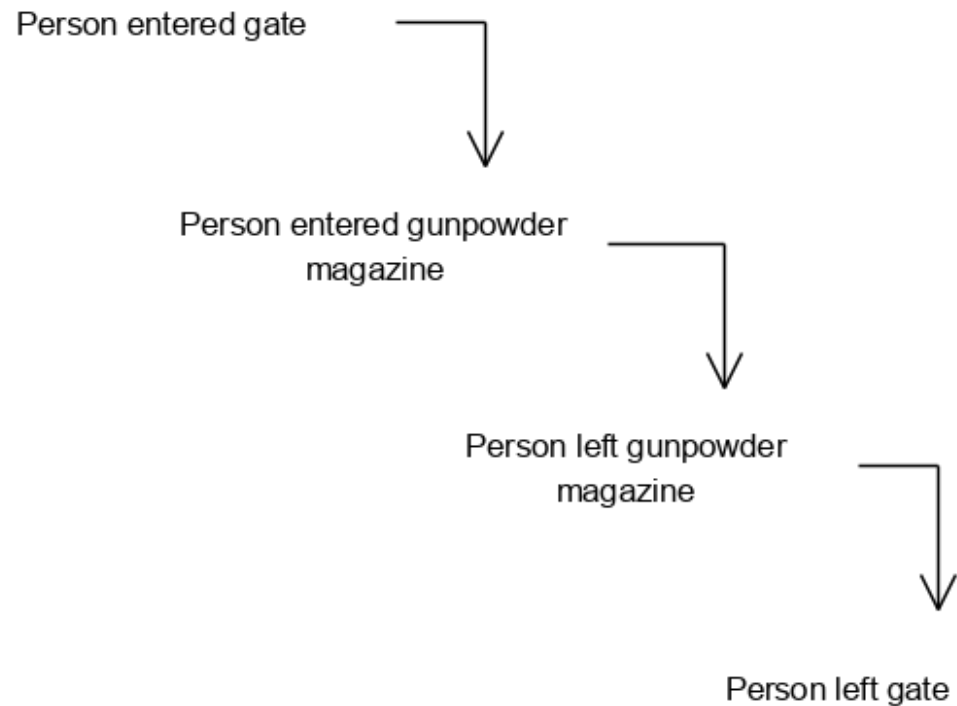 Person entered gate
Person entered gunpowder
magazine
Person left gunpowder
magazine
Person left gate